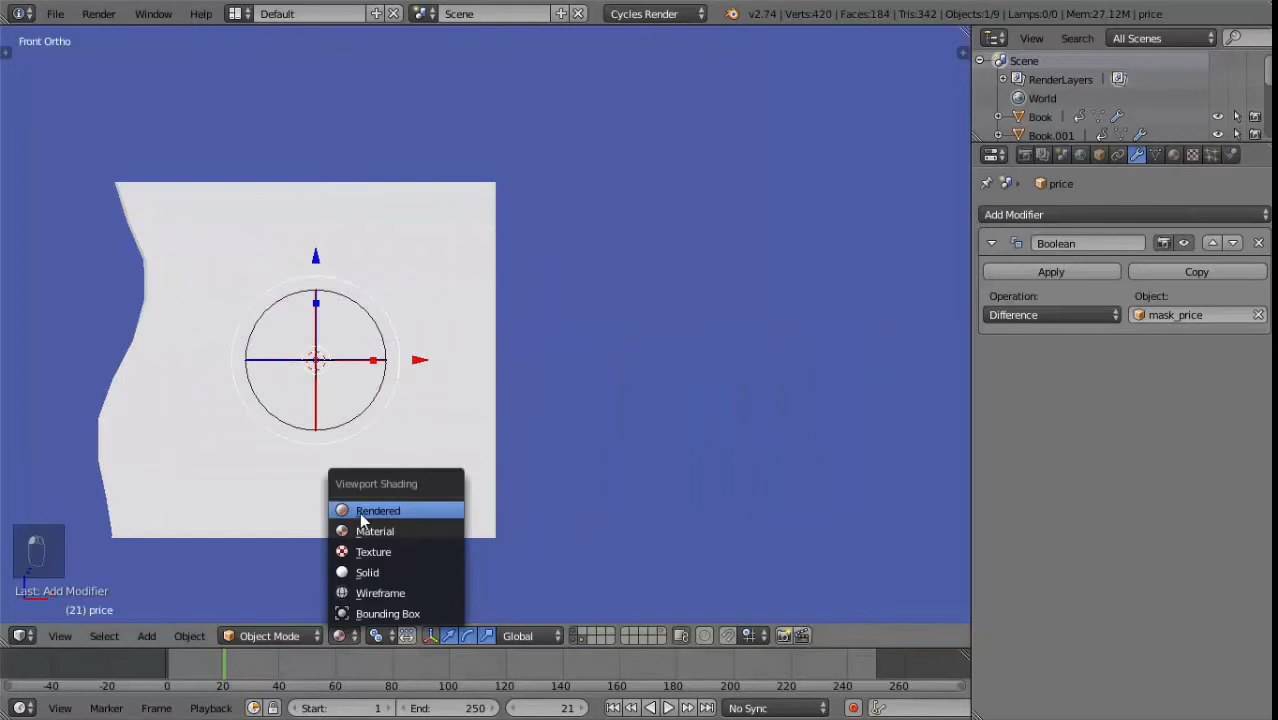 File Render Window Help Default Scene Cycles Render v2.74 | Verts:420 | Faces:184 | Tris:342 | Objects:1/9 | Lamps:0/0 | Mem:27.12M | price
Front Ortho
View Search All Scenes
Scene
RenderLayers
World
Book
Book.001
price
Add Modifier
Boolean
Apply Copy
Operation: Object:
Difference mask_price
Viewport Shading
Rendered
Material
Texture
Solid
Wireframe
Bounding Box
Last: Add Modifier
(21) price
View Select Add Object Object Mode Global
-40 -20 0 20 40 60 80 100 120 140 160 180 200 220 240 260
View Marker Frame Playback Start: 1 End: 250 21 No Sync